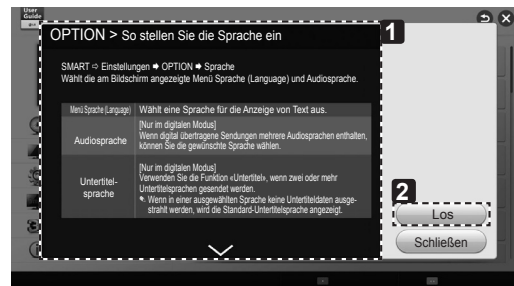 User
Guide
OPTION > So stellen Sie die Sprache ein
1
SMART ⇨ Einstellungen ➡ OPTION ➡ Sprache
Wählt die am Bildschirm angezeigte Menü Sprache (Language) und Audiosprache.
Menü Sprache (Language) Wählt eine Sprache für die Anzeige von Text aus.
Audiosprache
[Nur im digitalen Modus]
Wenn digital übertragene Sendungen mehrere Audiosprachen enthalten,
können Sie die gewünschte Sprache wählen.
Untertitel-
sprache
[Nur im digitalen Modus]
Verwenden Sie die Funktion «Untertitel», wenn zwei oder mehr
Untertitelsprachen gesendet werden.
Wenn in einer ausgewählten Sprache keine Untertiteldaten ausge-
strahlt werden, wird die Standard-Untertitelsprache angezeigt.
2
Los
Schließen